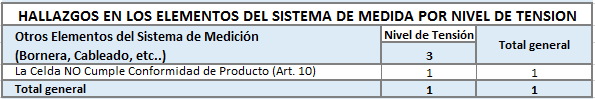 HALLAZGOS EN LOS ELEMENTOS DEL SISTEMA DE MEDIDA POR NIVEL DE TENSION
Otros Elementos del Sistema de Medición
(Bornera, Cableado, etc..)
Nivel de Tensión
3
Total general
La Celda NO Cumple Conformidad de Producto (Art. 10) 1 1
Total general 1 1